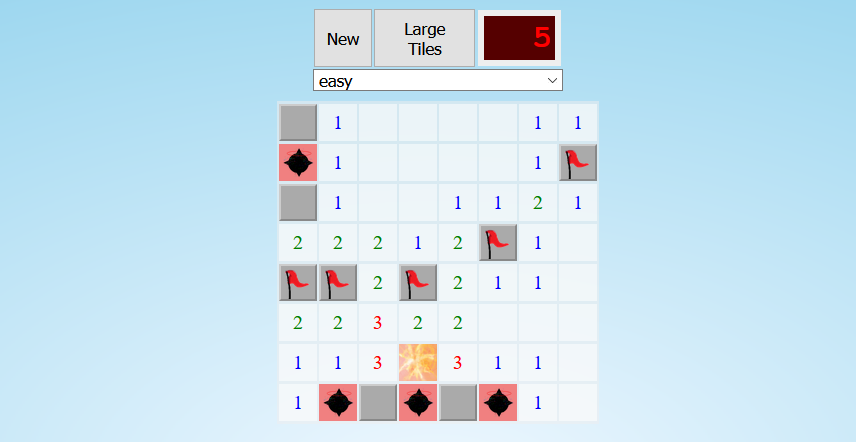 New
Large
Tiles
5
easy
1 1 1
1 1
1 1 1 2 1
2 2 2 1 2 1
2 2 1 1
2 2 3 2 2
1 1 3 3 1 1
1 1